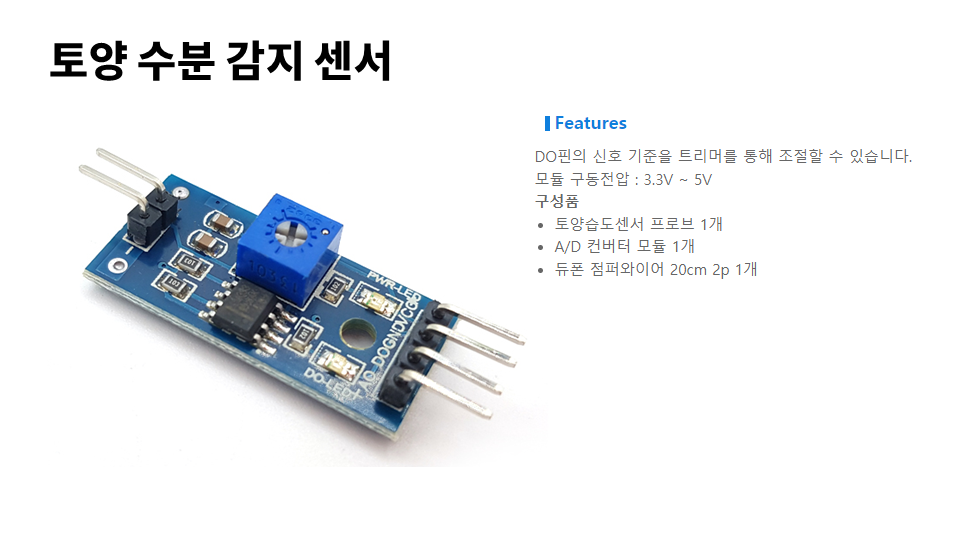 토양 수분 감지 센서
Features
DO핀의 신호 기준을 트리머를 통해 조절할 수 있습니다.
모듈 구동전압 : 3.3V ~ 5V
구성품
토양습도센서 프로브 1개
A/D 컨버터 모듈 1개
듀폰 점퍼와이어 20cm 2p 1개
103
103
102
102
PWR-LED
DO-LED
AO
DO
GND
VCC